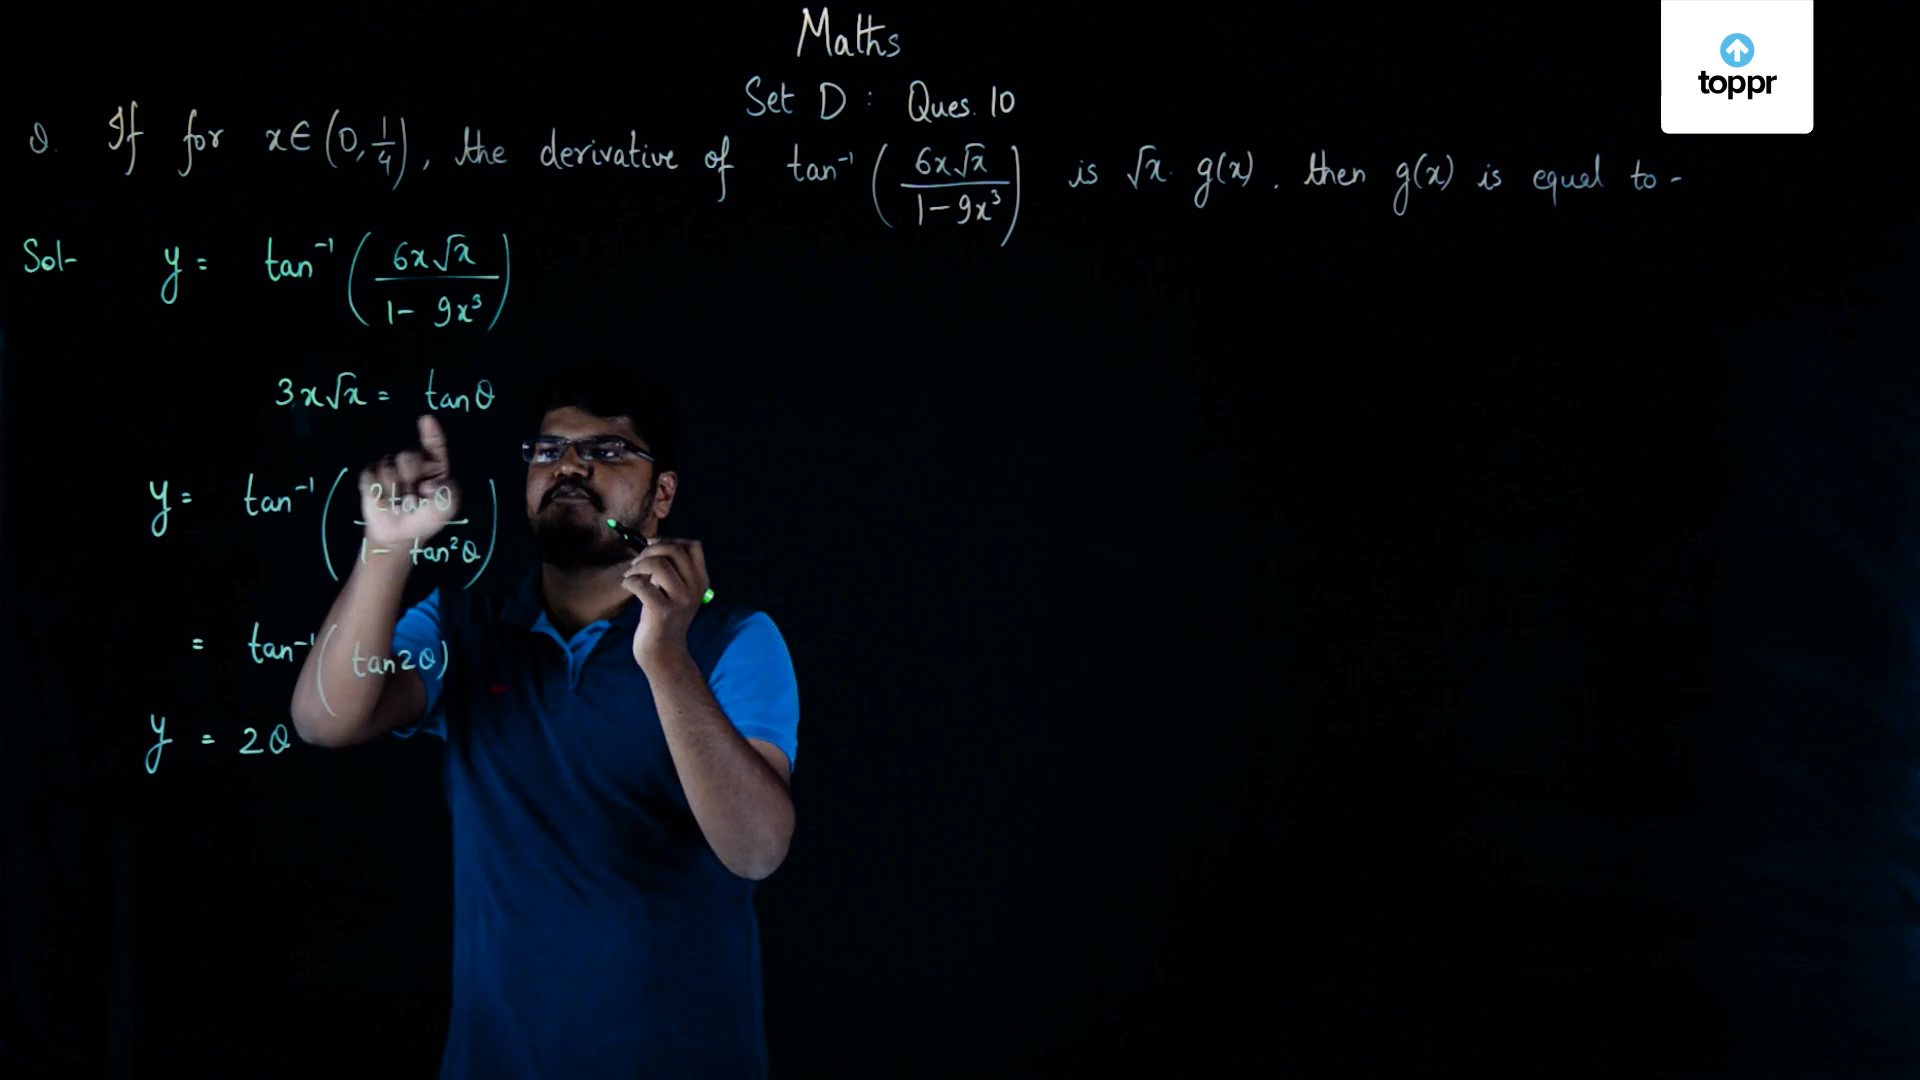 Maths
toppr
Set D : Ques. 10
Q. If for x∈(0, 1/4), the derivative of tan⁻¹(6x√x / 1-9x³) is √x. g(x). then g(x) is equal to -
Sol- y = tan⁻¹(6x√x / 1- 9x³)
3x√x = tanθ
y = tan⁻¹(2tanθ / 1- tan²θ)
= tan⁻¹(tan2θ)
y = 2θ